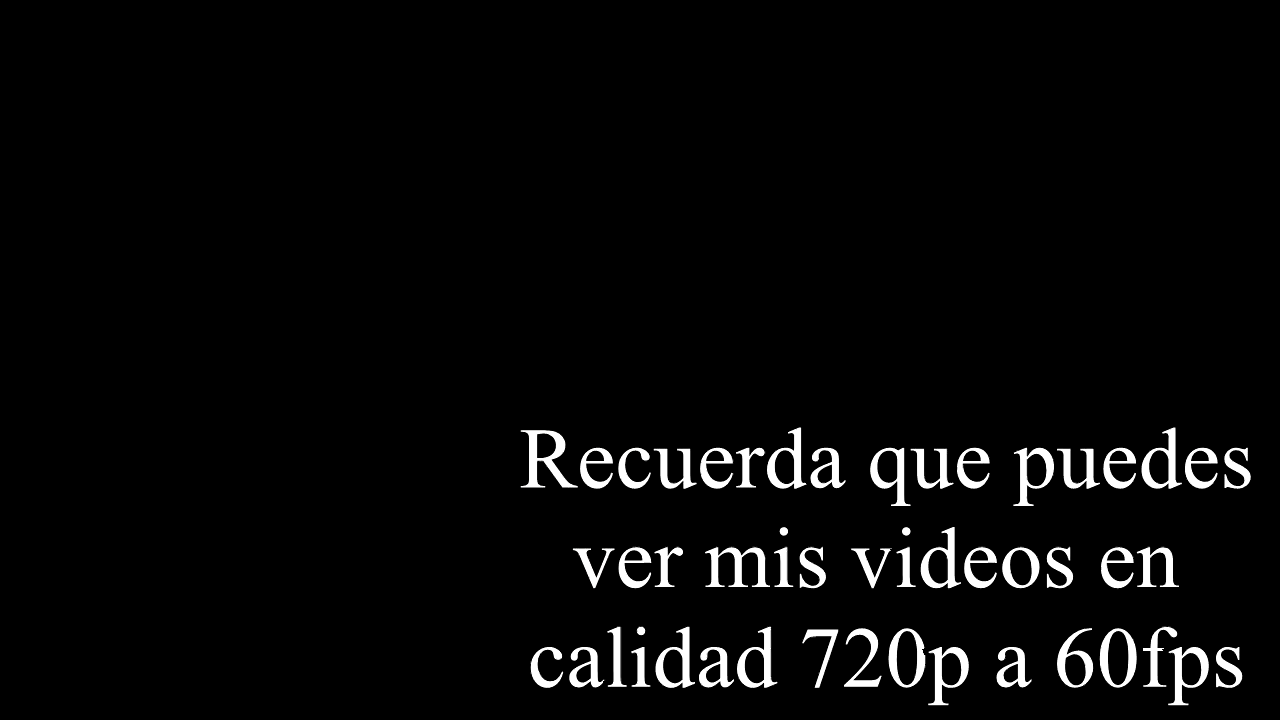 Recuerda que puedes
ver mis videos en
calidad 720p a 60fps